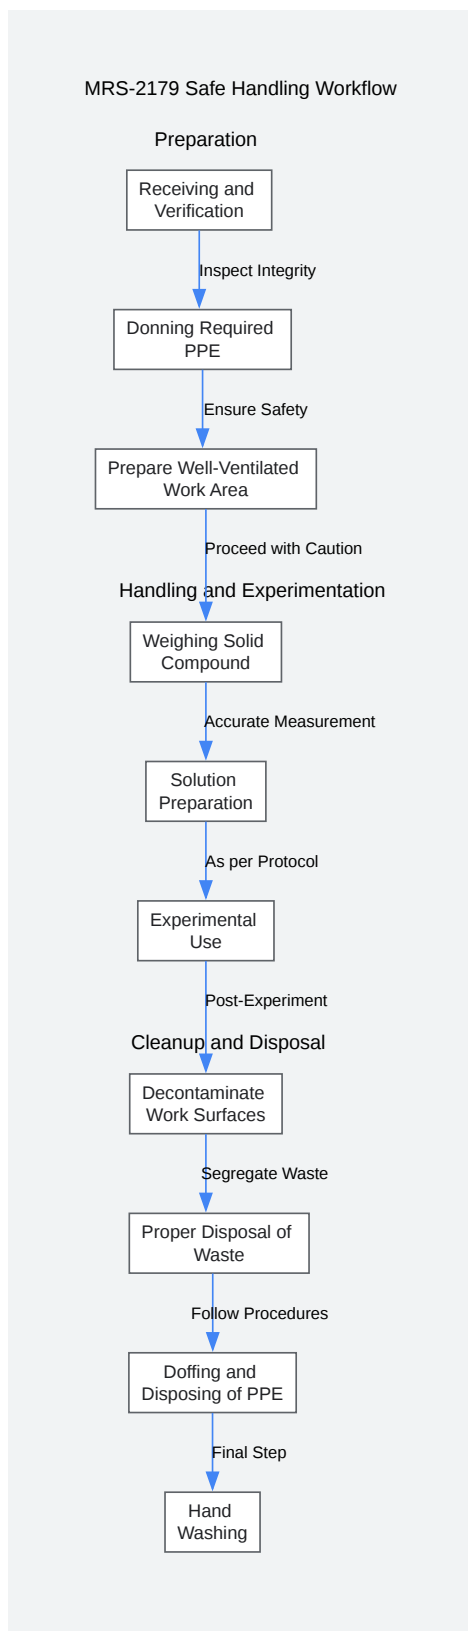 MRS-2179 Safe Handling Workflow
Preparation
Receiving and
Verification
Inspect Integrity
Donning Required
PPE
Ensure Safety
Prepare Well-Ventilated
Work Area
Proceed with Caution
Handling and Experimentation
Weighing Solid
Compound
Accurate Measurement
Solution
Preparation
As per Protocol
Experimental
Use
Post-Experiment
Cleanup and Disposal
Decontaminate
Work Surfaces
Segregate Waste
Proper Disposal of
Waste
Follow Procedures
Doffing and
Disposing of PPE
Final Step
Hand
Washing